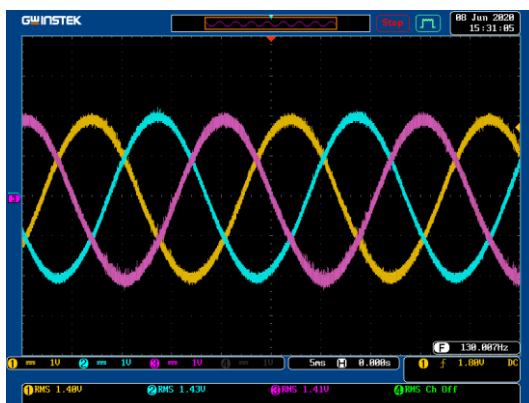 GWINSTEK Stop 08 Jun 2020
15:31:05
3
F 130.007Hz
1 1V 2 1V 3 1V 4 1V 5ms H 0.000s 1 1.80V DC
1 RMS 1.40V 2 RMS 1.43V 3 RMS 1.41V 4 RMS Ch Off